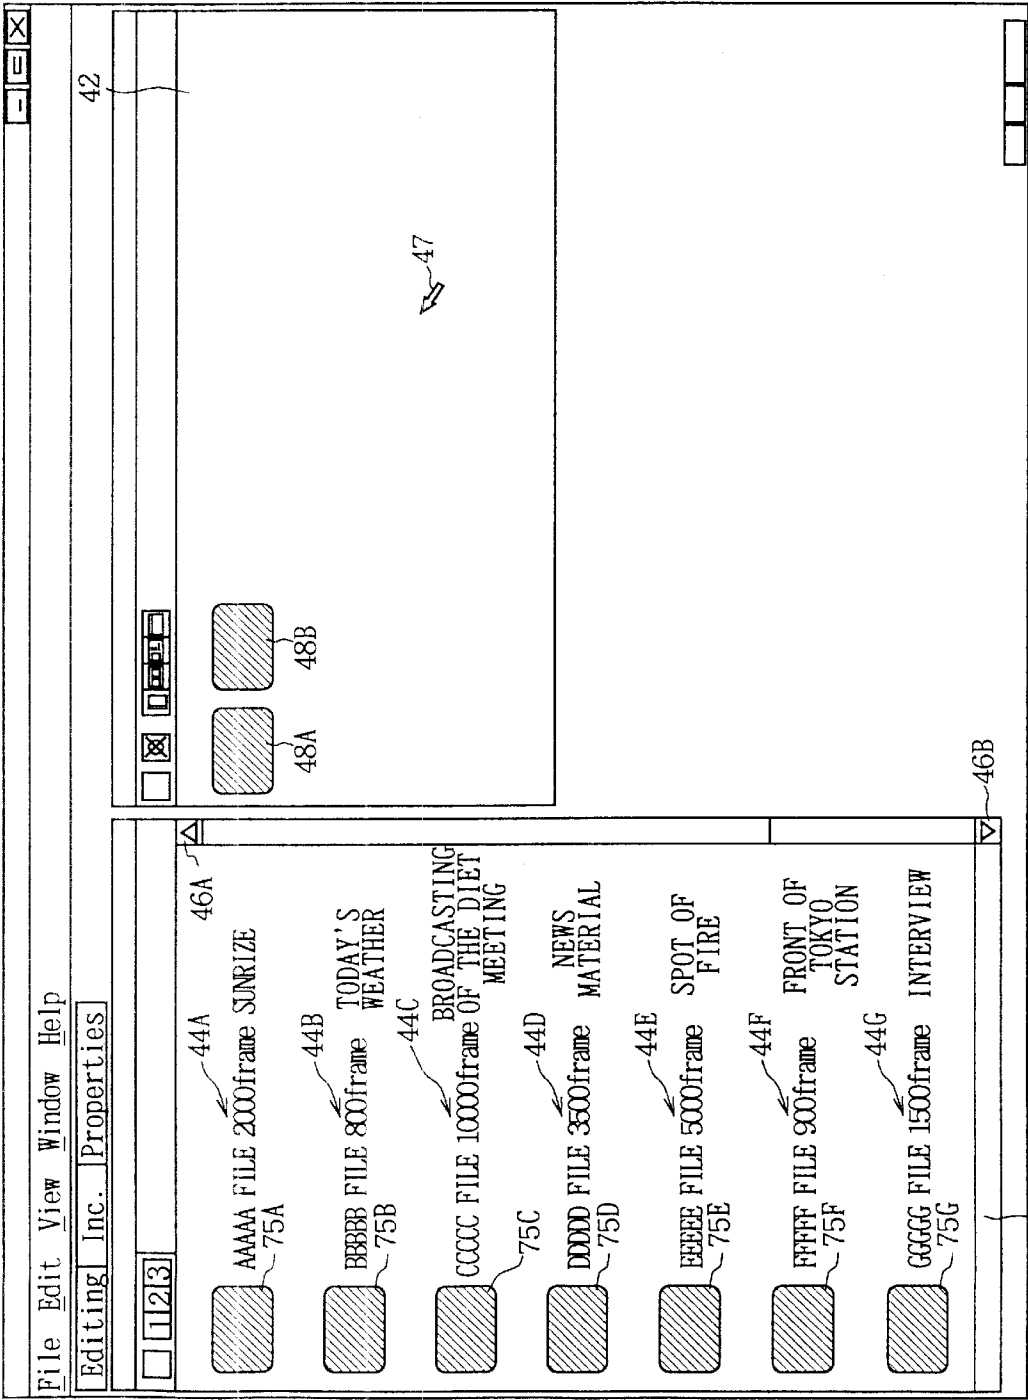 File Edit View Window Help
Editing Inc. Properties
1 2 3
42
46A
44A
AAAAA FILE 2000frame SUNRIZE
75A
44B
BBBBB FILE 800frame TODAY'S
WEATHER
75B
44C
CCCCC FILE 10000frame BROADCASTING
OF THE DIET
MEETING
75C
44D
DDDDD FILE 3500frame NEWS
MATERIAL
75D
44E
EEEEE FILE 5000frame SPOT OF
FIRE
75E
44F
FFFFF FILE 900frame FRONT OF
TOKYO
STATION
75F
44G
GGGGG FILE 1500frame INTERVIEW
75G
46B
48A
48B
47